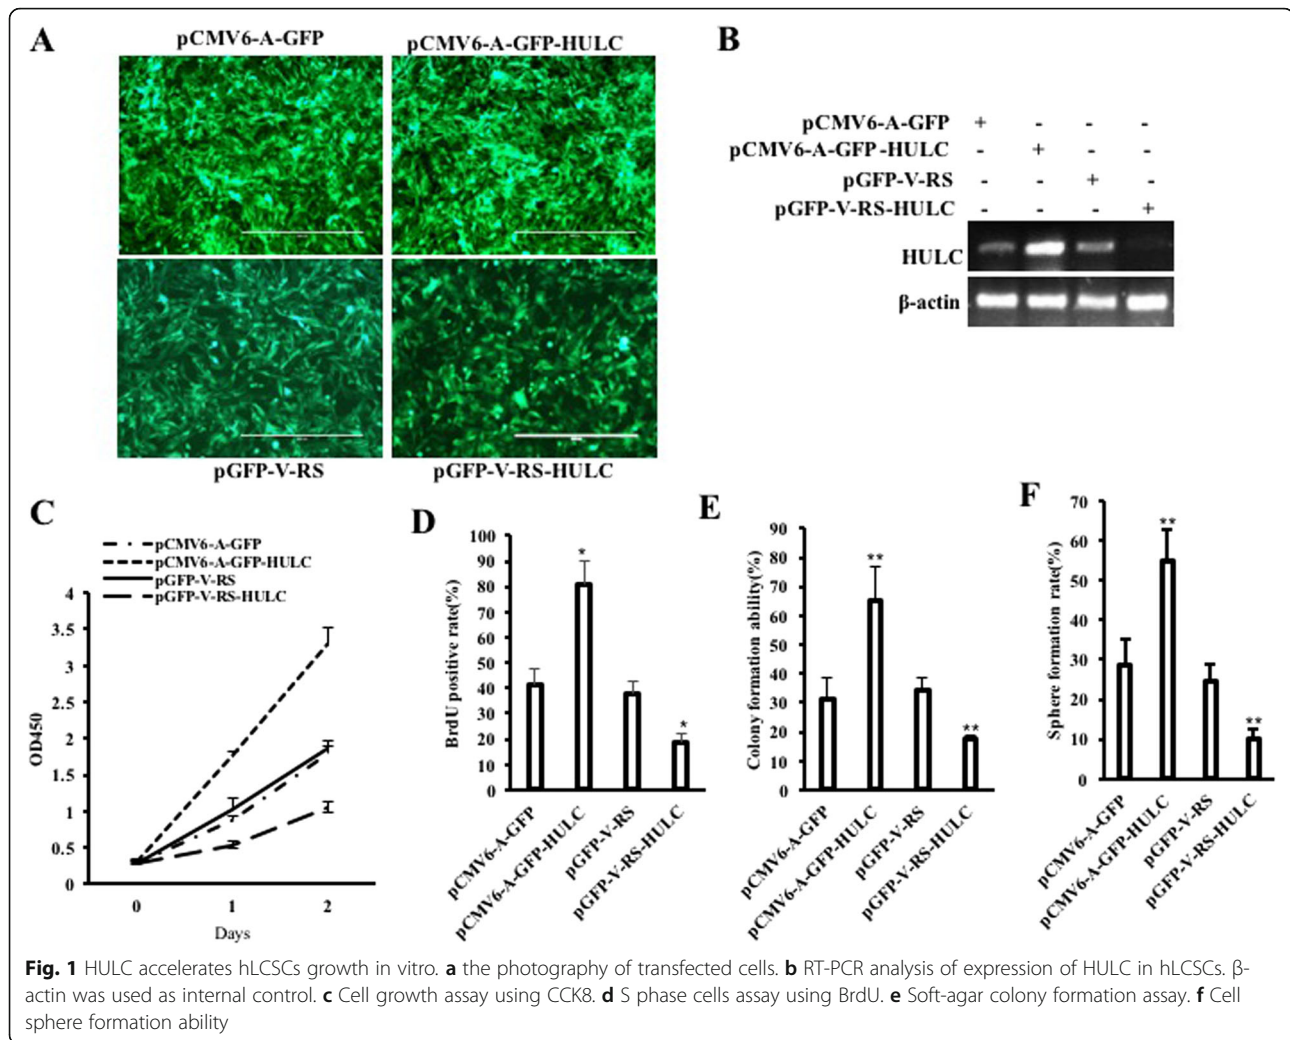 A
pCMV6-A-GFP
pCMV6-A-GFP-HULC
pGFP-V-RS
pGFP-V-RS-HULC
B
pCMV6-A-GFP + - - -
pCMV6-A-GFP-HULC - + - -
pGFP-V-RS - - + -
pGFP-V-RS-HULC - - - +
HULC
β-actin
C
pCMV6-A-GFP
pCMV6-A-GFP-HULC
pGFP-V-RS
pGFP-V-RS-HULC
4
3.5
3
2.5
2
1.5
1
0.5
0
OD450
0 1 2
Days
D
100
90
80
70
60
50
40
30
20
10
0
BrdU positive rate(%)
*
*
pCMV6-A-GFP
pCMV6-A-GFP-HULC
pGFP-V-RS
pGFP-V-RS-HULC
E
90
80
70
60
50
40
30
20
10
0
Colony formation ability(%)
**
**
pCMV6-A-GFP
pCMV6-A-GFP-HULC
pGFP-V-RS
pGFP-V-RS-HULC
F
70
60
50
40
30
20
10
0
Sphere formation rate(%)
**
**
pCMV6-A-GFP
pCMV6-A-GFP-HULC
pGFP-V-RS
pGFP-V-RS-HULC
Fig. 1 HULC accelerates hLCSCs growth in vitro. a the photography of transfected cells. b RT-PCR analysis of expression of HULC in hLCSCs. β-
actin was used as internal control. c Cell growth assay using CCK8. d S phase cells assay using BrdU. e Soft-agar colony formation assay. f Cell
sphere formation ability